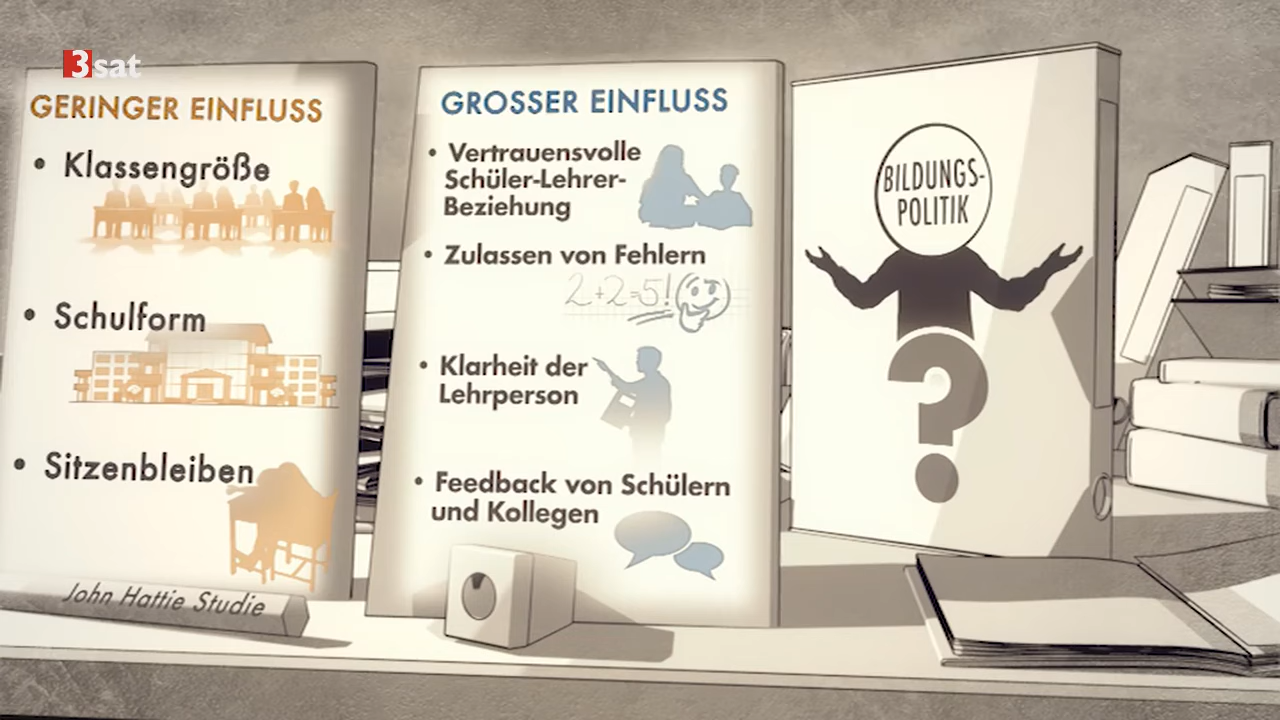 3sat
GERINGER EINFLUSS
• Klassengröße
• Schulform
• Sitzenbleiben
John Hattie Studie
GROSSER EINFLUSS
• Vertrauensvolle
Schüler-Lehrer-
Beziehung
• Zulassen von Fehlern
2+2=5!
• Klarheit der
Lehrperson
• Feedback von Schülern
und Kollegen
BILDUNGS-
POLITIK
?